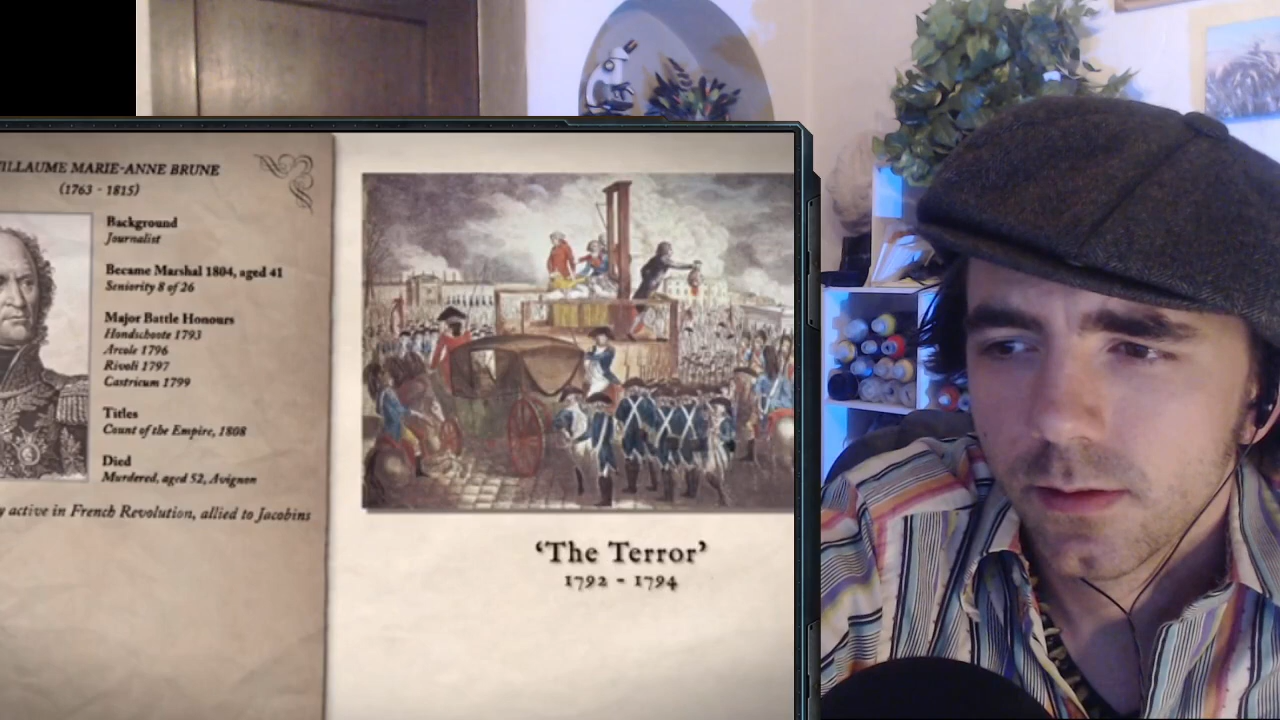 ILLAUME MARIE-ANNE BRUNE
(1763 - 1815)
Background
Journalist
Became Marshal 1804, aged 41
Seniority 8 of 26
Major Battle Honours
Hondschoote 1793
Arcole 1796
Rivoli 1797
Castricum 1799
Titles
Count of the Empire, 1808
Died
Murdered, aged 52, Avignon
y active in French Revolution, allied to Jacobins
‘The Terror’
1792 - 1794